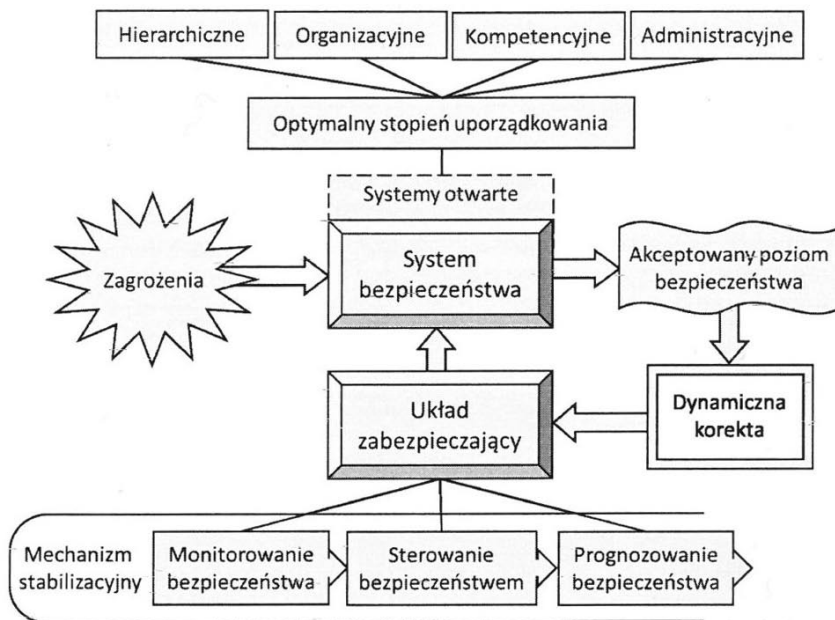 Hierarchiczne
Organizacyjne
Kompetencyjne
Administracyjne
Optymalny stopień uporządkowania
Systemy otwarte
Zagrożenia
System
bezpieczeństwa
Akceptowany poziom
bezpieczeństwa
Układ
zabezpieczający
Dynamiczna
korekta
Mechanizm
stabilizacyjny
Monitorowanie
bezpieczeństwa
Sterowanie
bezpieczeństwem
Prognozowanie
bezpieczeństwa